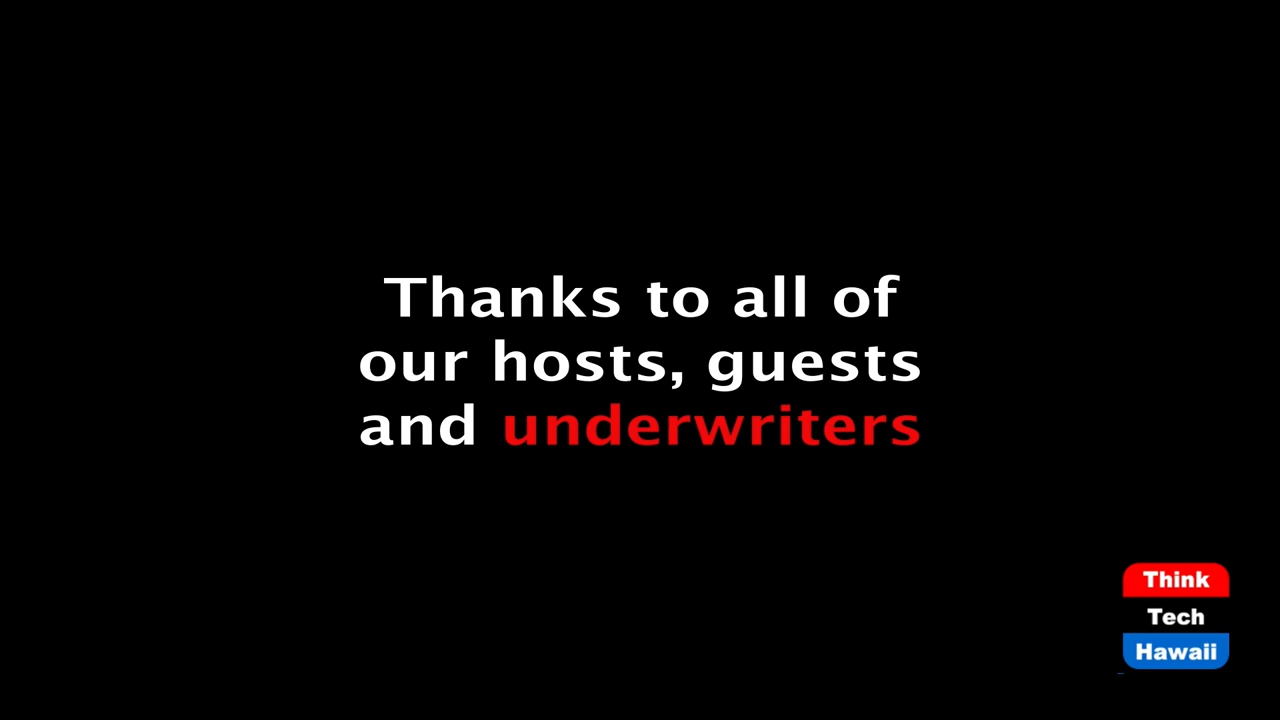 Thanks to all of
our hosts, guests
and underwriters
Think
Tech
Hawaii